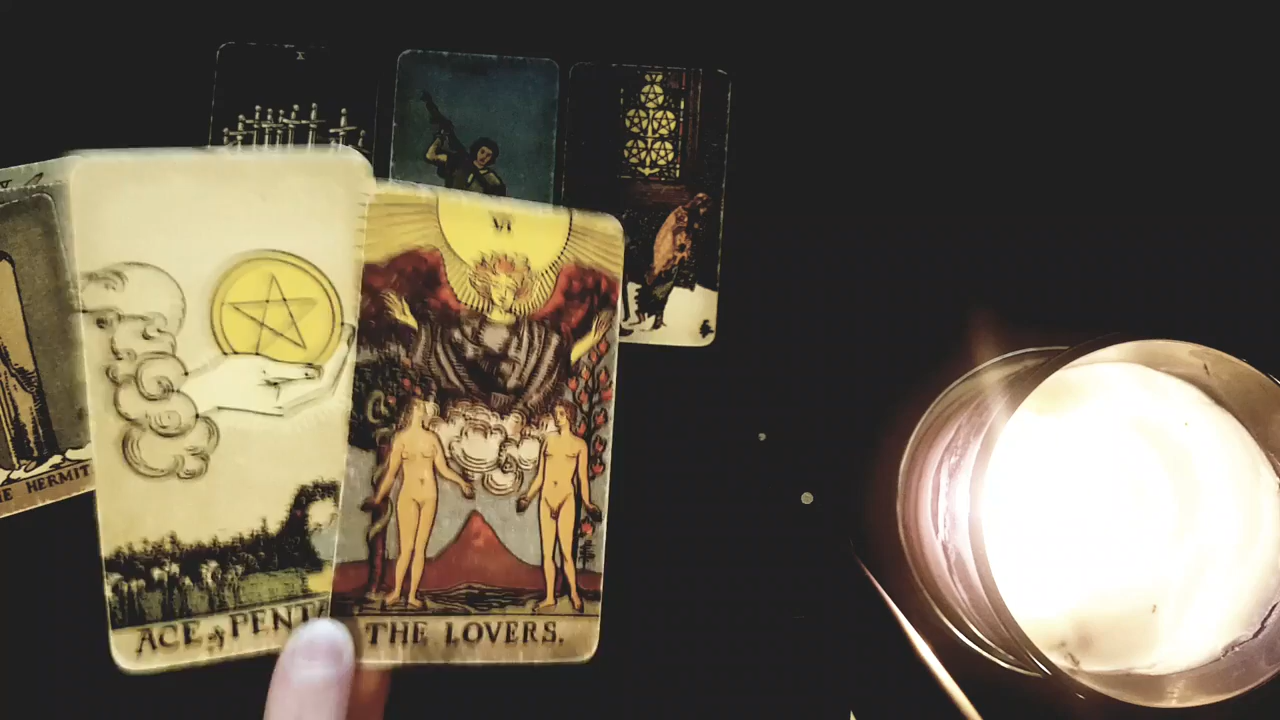 X
VI
HE HERMIT
ACE of PENT
THE LOVERS.